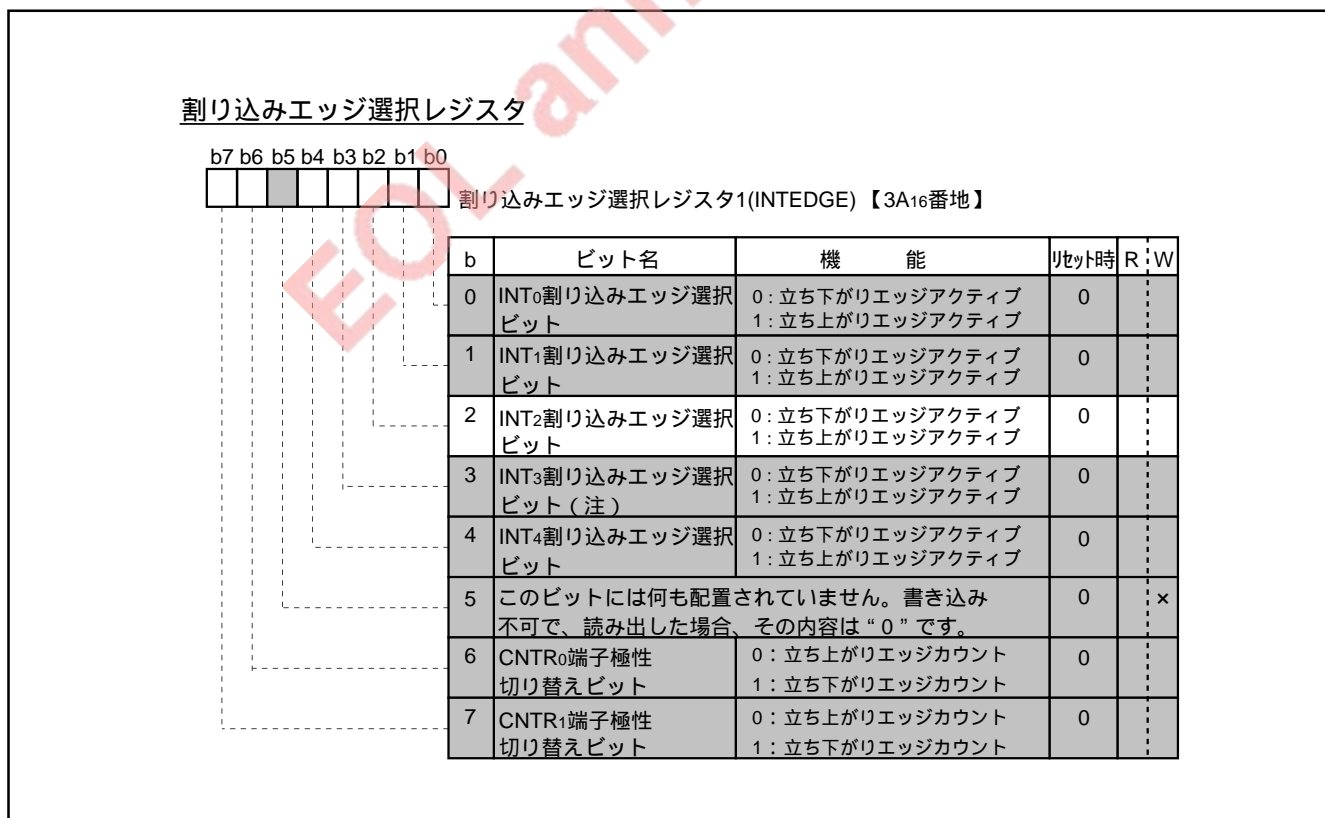 EOL ann
割り込みエッジ選択レジスタ
b7 b6 b5 b4 b3 b2 b1 b0
割り込みエッジ選択レジスタ1(INTEDGE)【3A16番地】
b ビット名 機 能 リセット時 R W
0 INT0割り込みエッジ選択 0:立ち下がりエッジアクティブ 0
ビット 1:立ち上がりエッジアクティブ
1 INT1割り込みエッジ選択 0:立ち下がりエッジアクティブ 0
ビット 1:立ち上がりエッジアクティブ
2 INT2割り込みエッジ選択 0:立ち下がりエッジアクティブ 0
ビット 1:立ち上がりエッジアクティブ
3 INT3割り込みエッジ選択 0:立ち下がりエッジアクティブ 0
ビット(注) 1:立ち上がりエッジアクティブ
4 INT4割り込みエッジ選択 0:立ち下がりエッジアクティブ 0
ビット 1:立ち上がりエッジアクティブ
5 このビットには何も配置されていません。書き込み 0 ×
不可で、読み出した場合、その内容は“0”です。
6 CNTR0端子極性 0:立ち上がりエッジカウント 0
切り替えビット 1:立ち下がりエッジカウント
7 CNTR1端子極性 0:立ち上がりエッジカウント 0
切り替えビット 1:立ち下がりエッジカウント